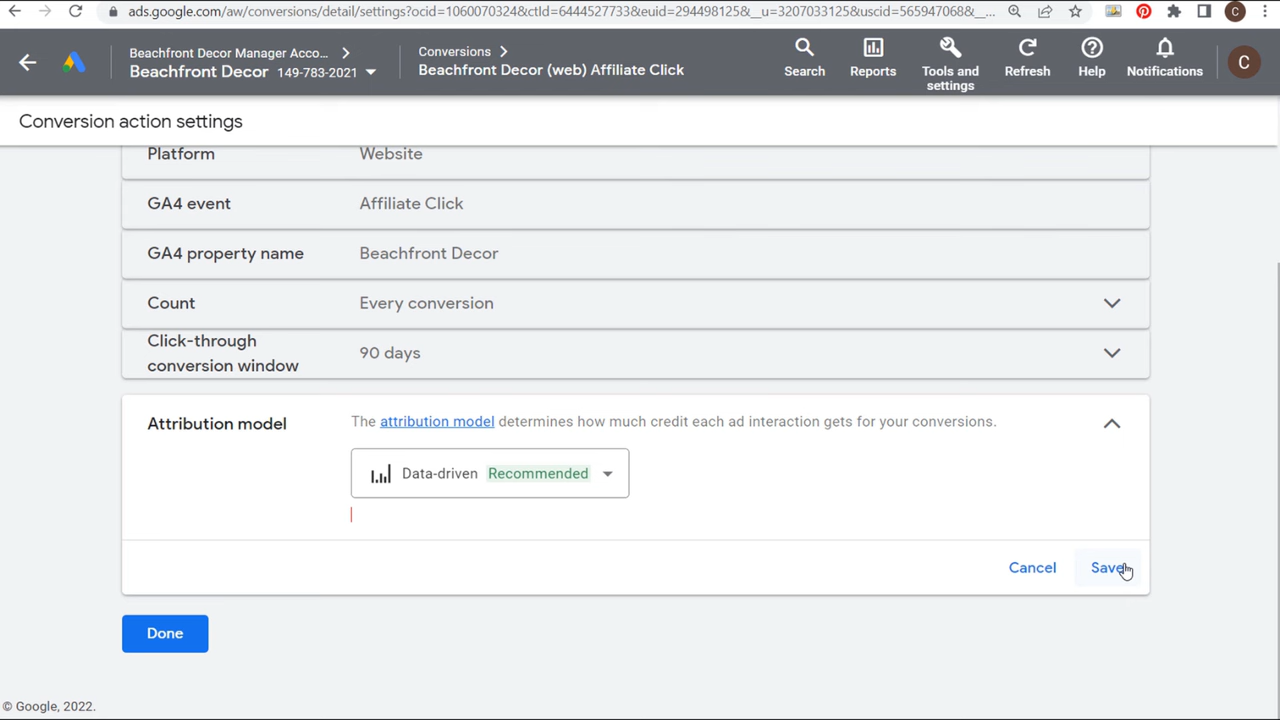 ads.google.com/aw/conversions/detail/settings?ocid=1060070324&ctId=6444527733&euid=294498125&__u=3207033125&uscid=565947068&__...
C
Beachfront Decor Manager Acco...
Beachfront Decor 149-783-2021
Conversions
Beachfront Decor (web) Affiliate Click
Search
Reports
Tools and
settings
Refresh
Help
Notifications
C
Conversion action settings
Platform Website
GA4 event Affiliate Click
GA4 property name Beachfront Decor
Count Every conversion
Click-through
conversion window
90 days
Attribution model
The attribution model determines how much credit each ad interaction gets for your conversions.
Data-driven Recommended
Cancel Save
Done
© Google, 2022.